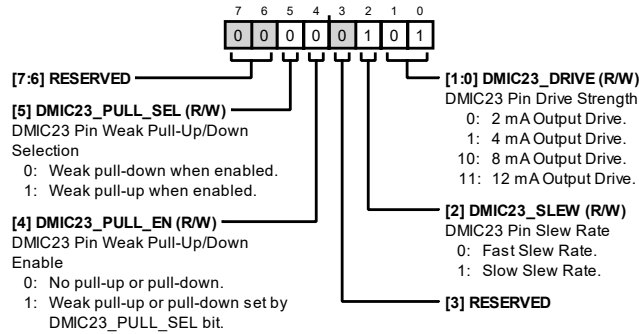 7 6 5 4 3 2 1 0
0 0 0 0 0 1 0 1
[7:6] RESERVED
[5] DMIC23_PULL_SEL (R/W)
DMIC23 Pin Weak Pull-Up/Down
Selection
0: Weak pull-down when enabled.
1: Weak pull-up when enabled.
[4] DMIC23_PULL_EN (R/W)
DMIC23 Pin Weak Pull-Up/Down
Enable
0: No pull-up or pull-down.
1: Weak pull-up or pull-down set by
DMIC23_PULL_SEL bit.
[1:0] DMIC23_DRIVE (R/W)
DMIC23 Pin Drive Strength
0: 2 mA Output Drive.
1: 4 mA Output Drive.
10: 8 mA Output Drive.
11: 12 mA Output Drive.
[2] DMIC23_SLEW (R/W)
DMIC23 Pin Slew Rate
0: Fast Slew Rate.
1: Slow Slew Rate.
[3] RESERVED